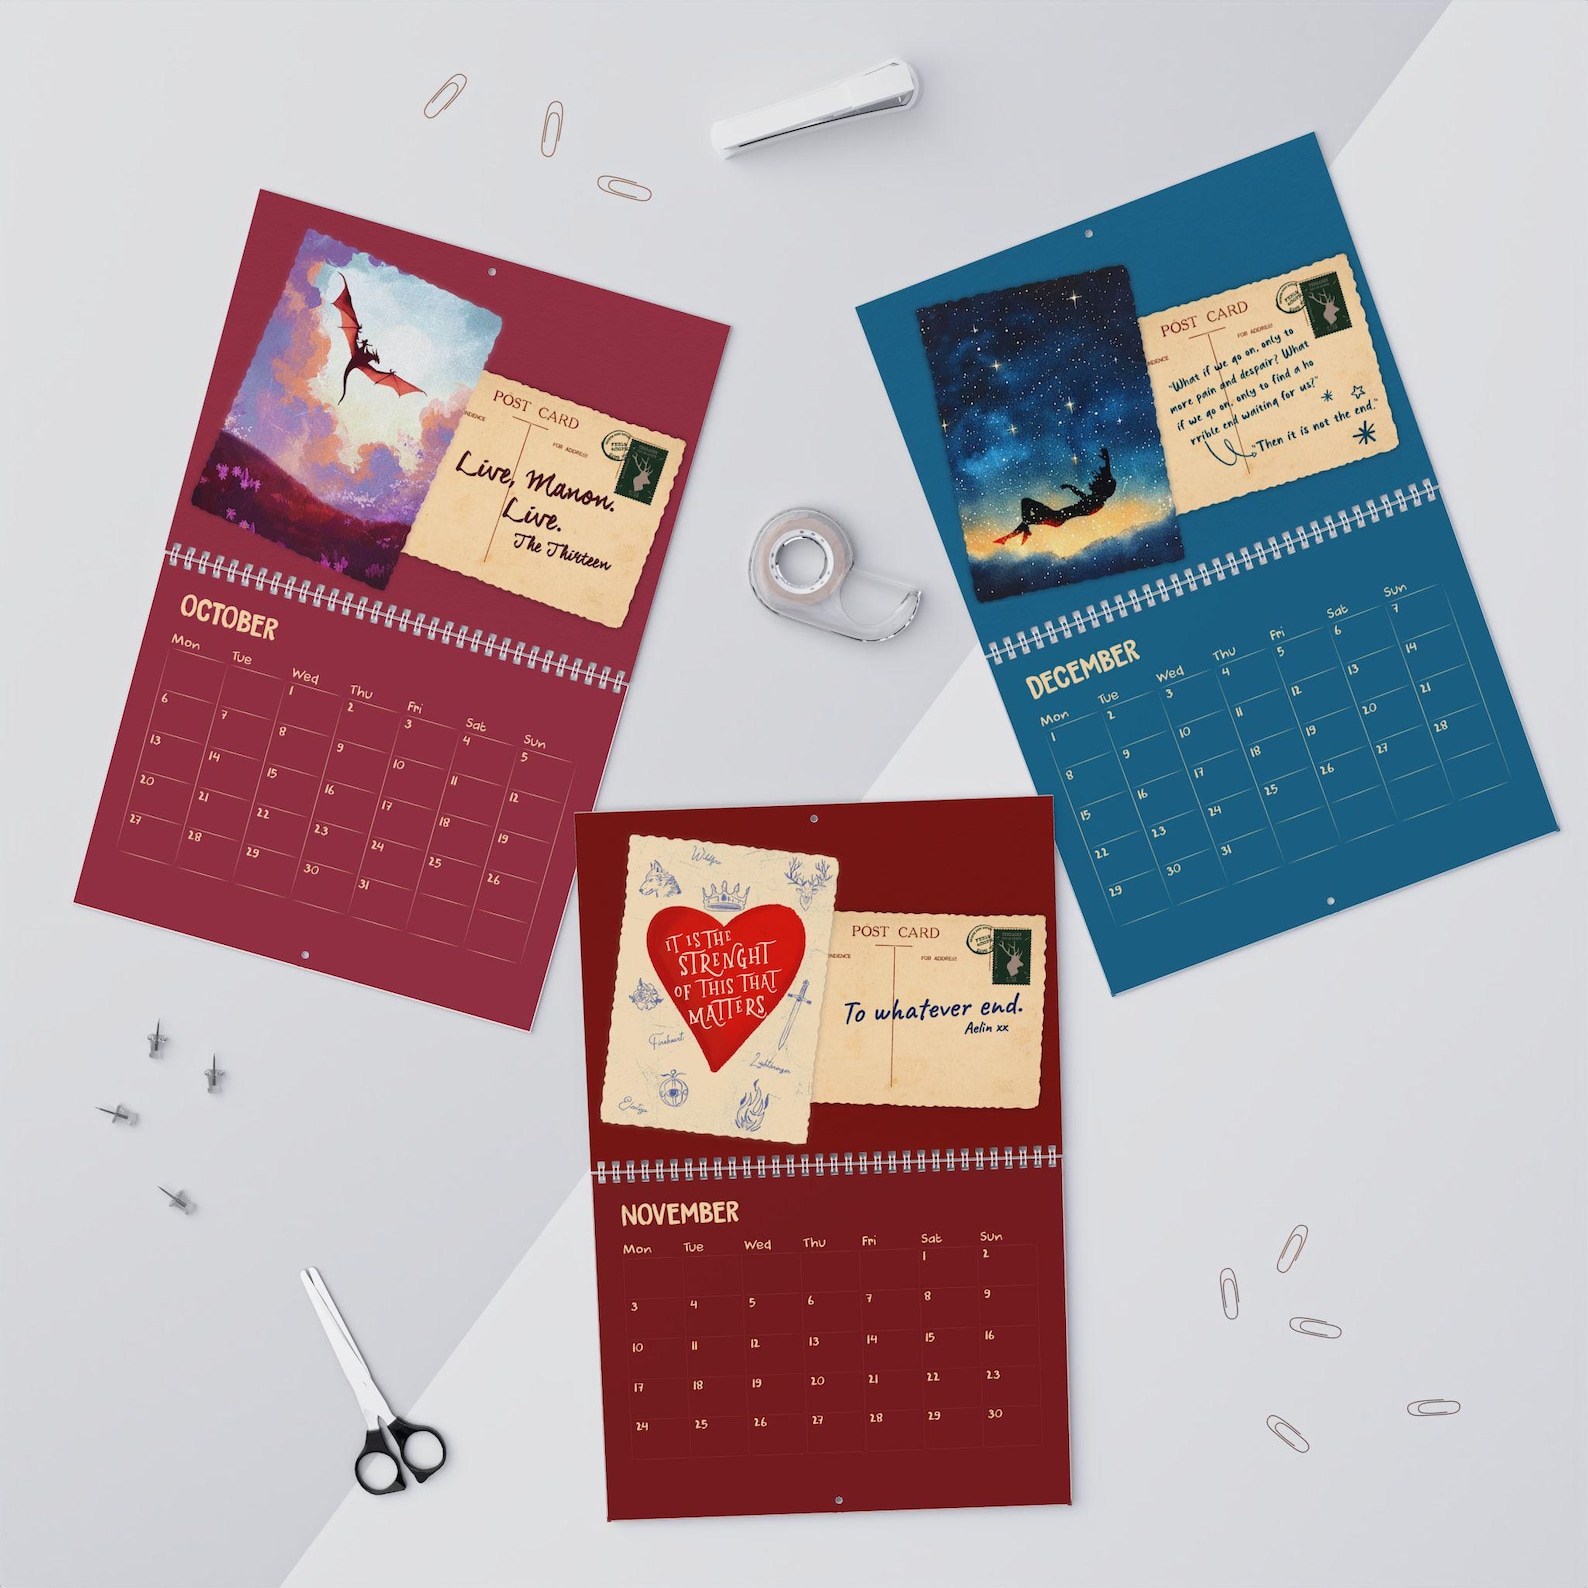 POST CARD
NDENCE
FOR ADDRESS
Live, Manon.
Live.
The Thirteen
OCTOBER
Mon Tue Wed Thu Fri Sat Sun
1 2 3 4 5
6 7 8 9 10 11 12
13 14 15 16 17 18 19
20 21 22 23 24 25 26
27 28 29 30 31
POST CARD
NDENCE
FOR ADDRESS
"What if we go on, only to
more pain and despair? What
if we go on, only to find a ho
rrible end waiting for us?"
"Then it is not the end."
DECEMBER
Mon Tue Wed Thu Fri Sat Sun
1 2 3 4 5 6 7
8 9 10 11 12 13 14
15 16 17 18 19 20 21
22 23 24 25 26 27 28
29 30 31
Wildfire
IT IS THE
STRENGHT
OF THIS THAT
MATTERS
Fireheart
Lightbringer
Elentiya
POST CARD
NDENCE
FOR ADDRESS
To whatever end.
Aelin xx
NOVEMBER
Mon Tue Wed Thu Fri Sat Sun
1 2
3 4 5 6 7 8 9
10 11 12 13 14 15 16
17 18 19 20 21 22 23
24 25 26 27 28 29 30